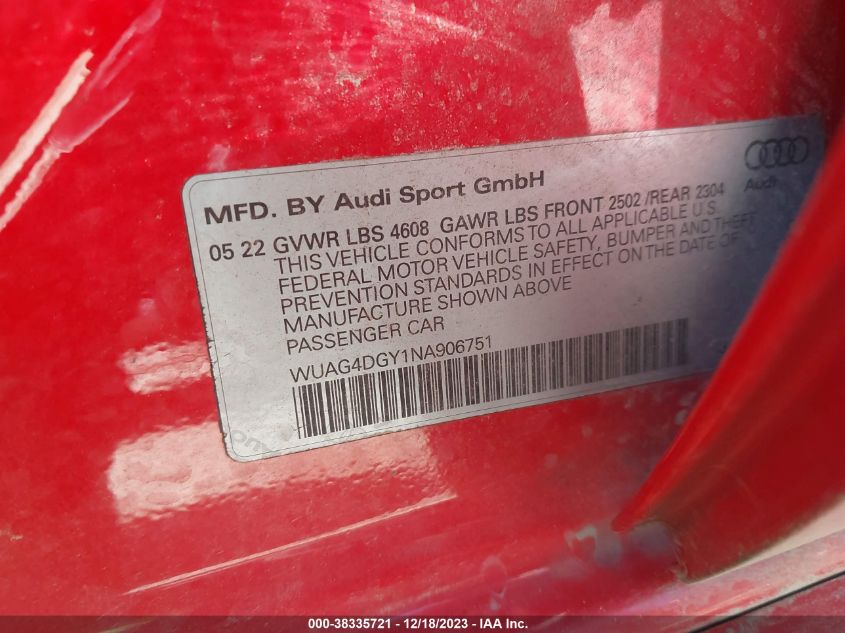 MFD. BY Audi Sport GmbH
Audi
05 22 GVWR LBS 4608 GAWR LBS FRONT 2502 /REAR 2304
THIS VEHICLE CONFORMS TO ALL APPLICABLE U.S.
FEDERAL MOTOR VEHICLE SAFETY, BUMPER AND THEFT
PREVENTION STANDARDS IN EFFECT ON THE DATE OF
MANUFACTURE SHOWN ABOVE
PASSENGER CAR
WUAG4DGY1NA906751
000-38335721 - 12/18/2023 - IAA Inc.